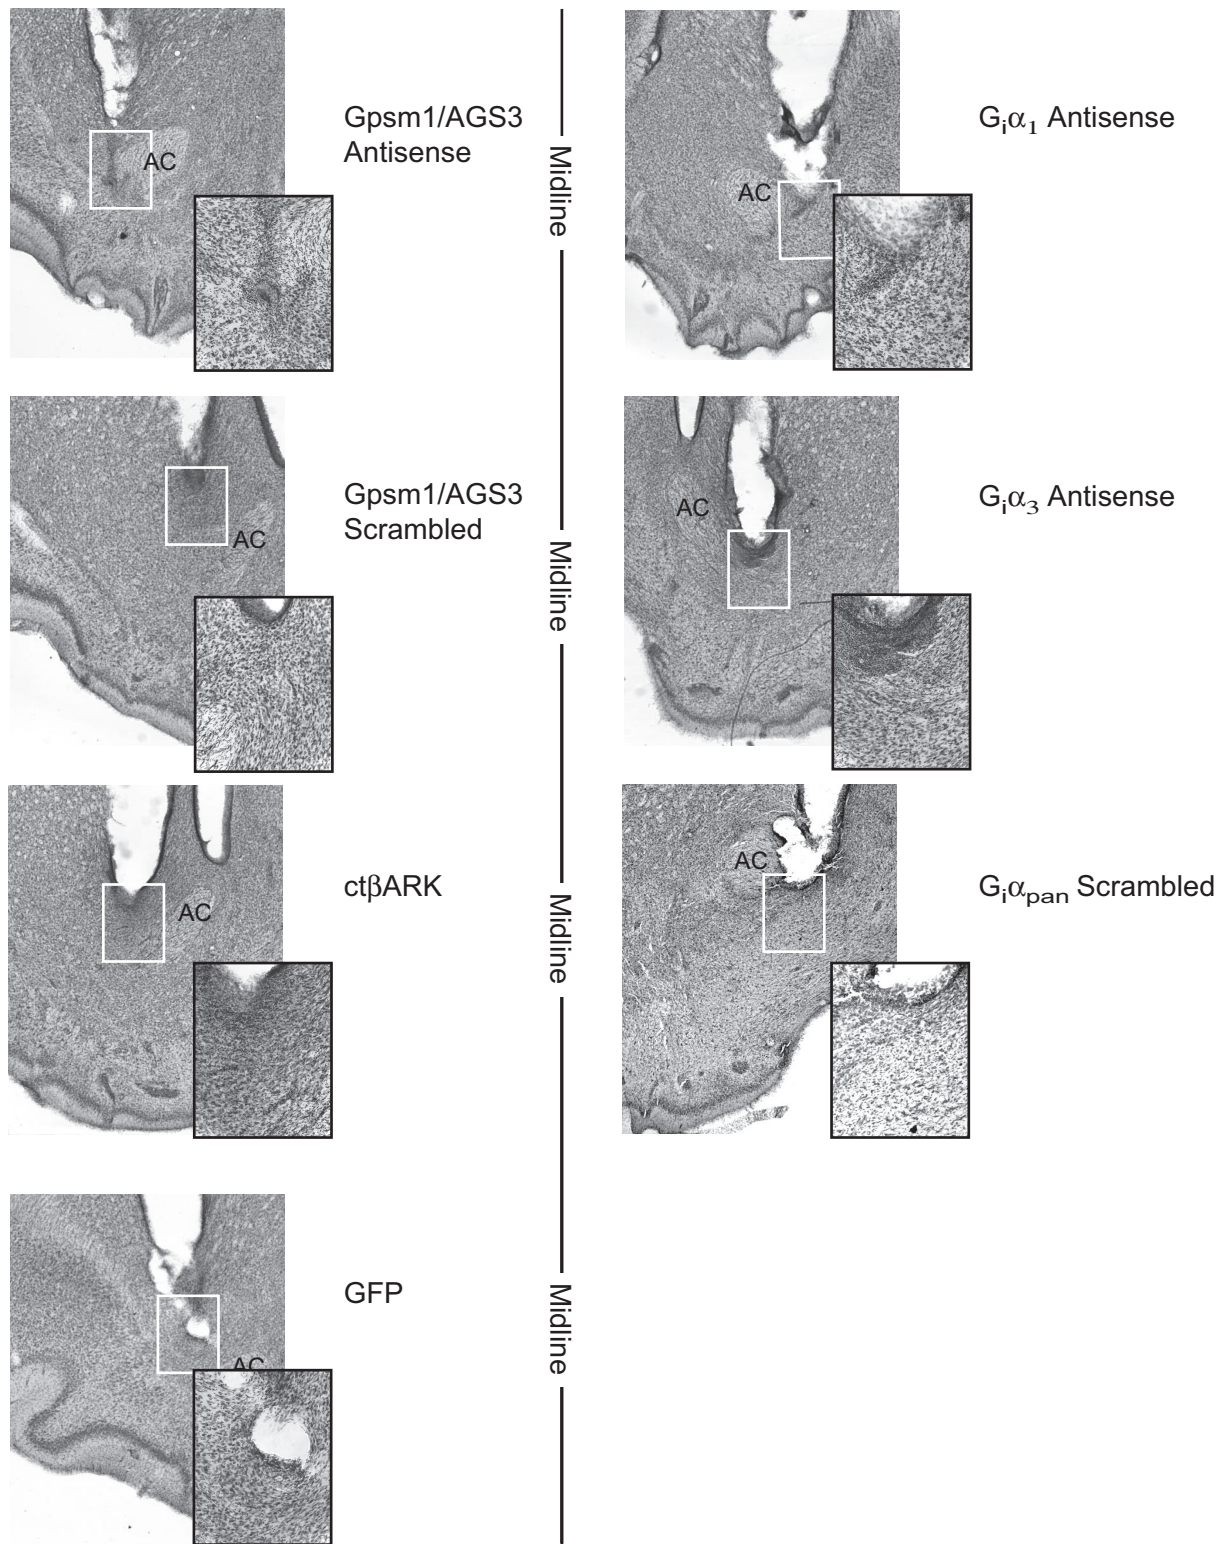 Gpsm1/AGS3
Antisense
AC
Midline
Giα1 Antisense
AC
Gpsm1/AGS3
Scrambled
AC
Midline
Giα3 Antisense
AC
ctβARK
AC
Midline
Giαpan Scrambled
AC
GFP
AC
Midline